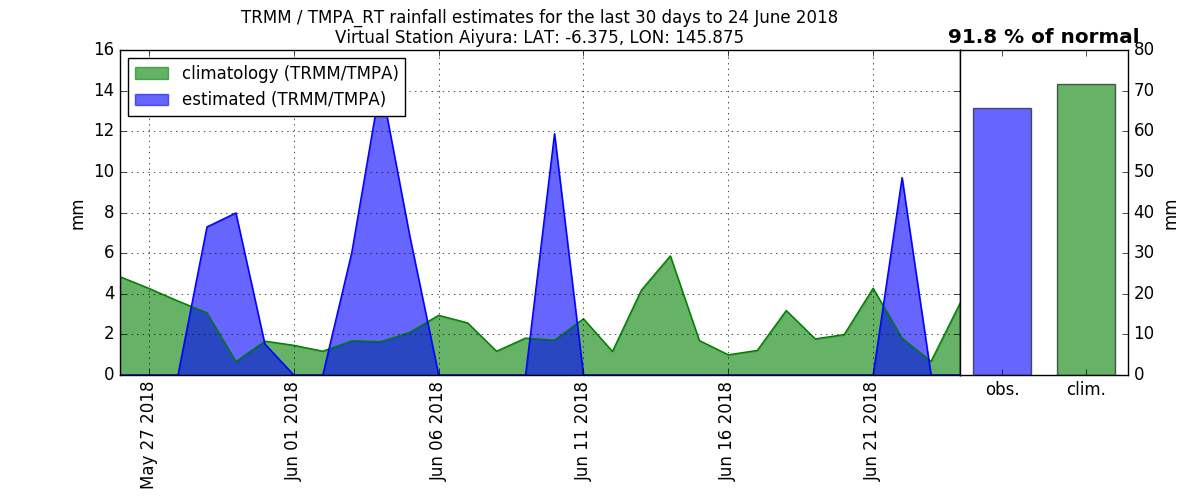 TRMM / TMPA_RT rainfall estimates for the last 30 days to 24 June 2018
Virtual Station Aiyura: LAT: -6.375, LON: 145.875
91.8 % of normal
climatology (TRMM/TMPA)
estimated (TRMM/TMPA)
16
14
12
10
8
6
4
2
0
mm
May 27 2018
Jun 01 2018
Jun 06 2018
Jun 11 2018
Jun 16 2018
Jun 21 2018
obs.
clim.
80
70
60
50
40
30
20
10
0
mm